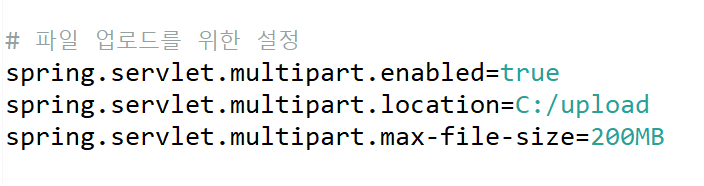 # 파일 업로드를 위한 설정
spring.servlet.multipart.enabled=true
spring.servlet.multipart.location=C:/upload
spring.servlet.multipart.max-file-size=200MB